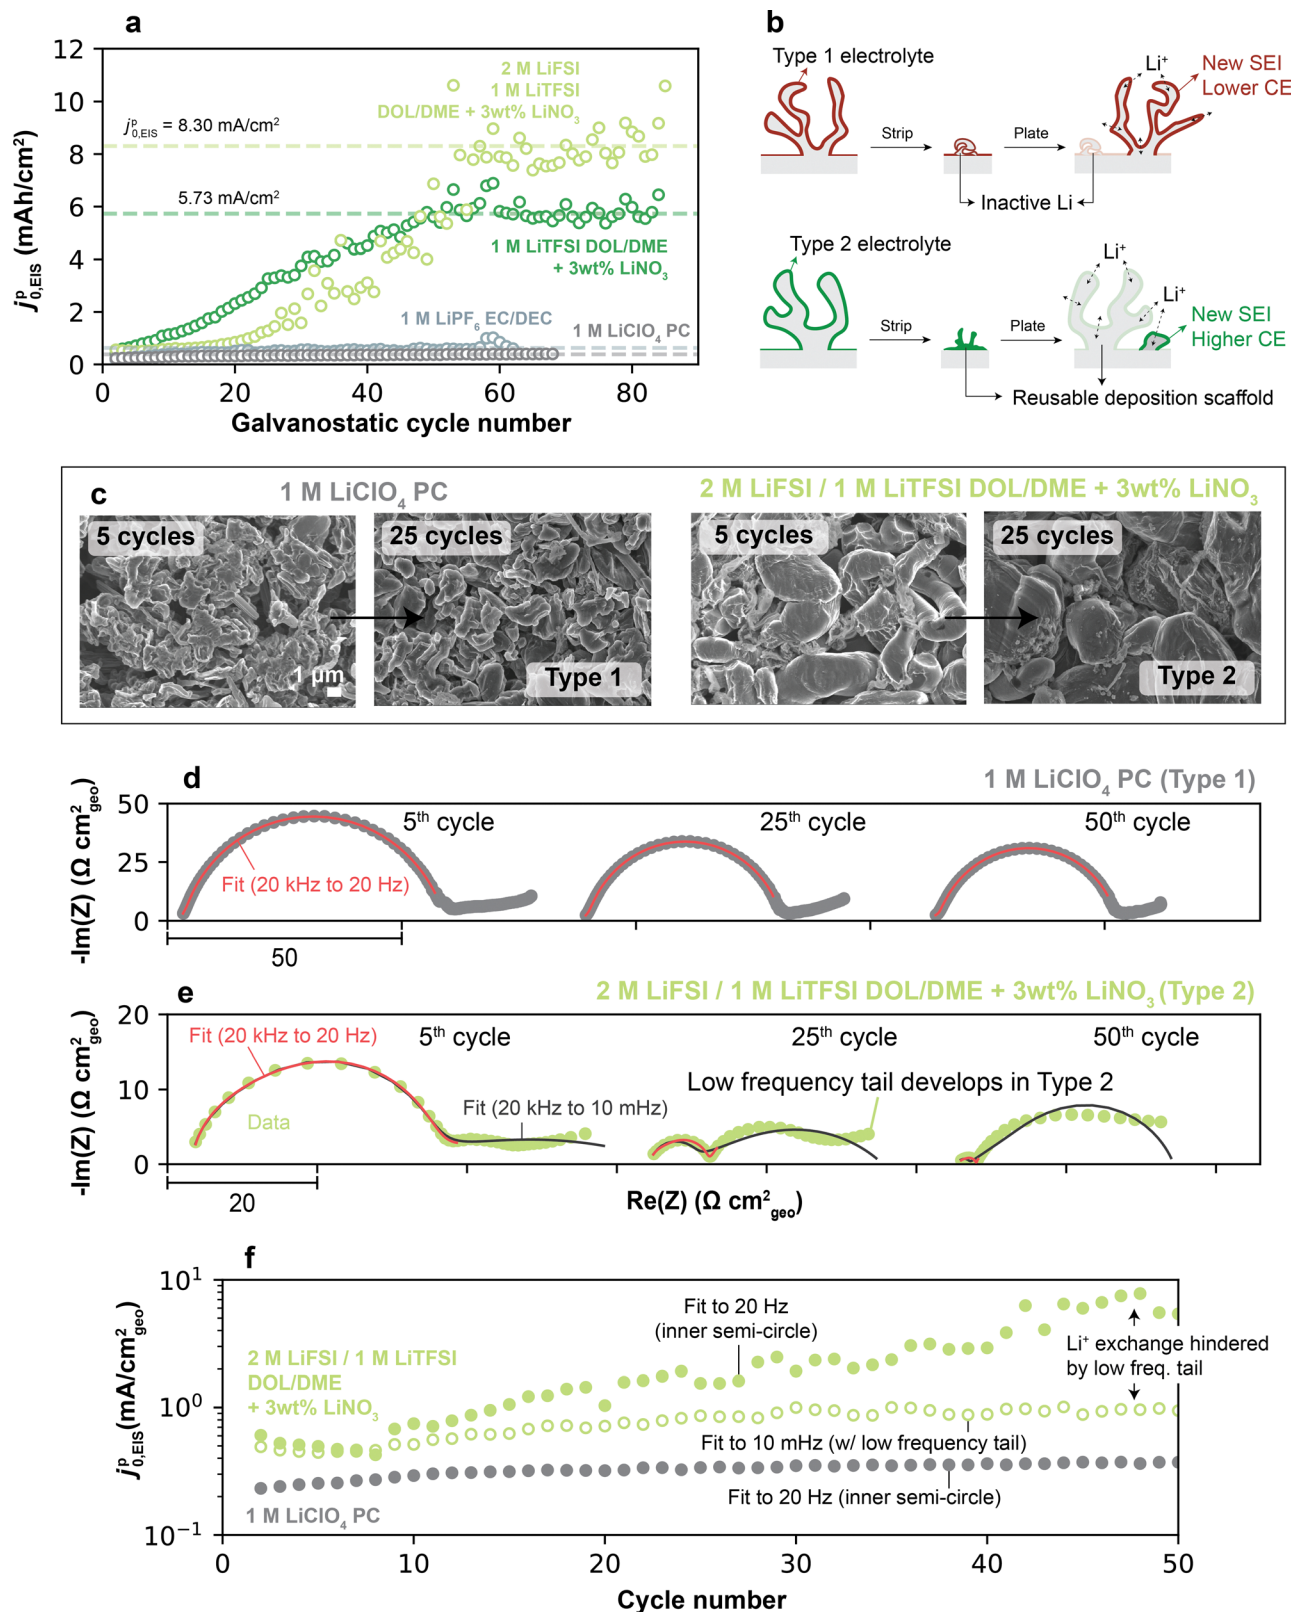 a
12
10
8
6
4
2
0
0
20
40
60
80
j^p_0,EIS (mAh/cm²)
Galvanostatic cycle number
2 M LiFSI
1 M LiTFSI
DOL/DME + 3wt% LiNO₃
j^p_0,EIS = 8.30 mA/cm²
5.73 mA/cm²
1 M LiTFSI DOL/DME
+ 3wt% LiNO₃
1 M LiPF₆ EC/DEC
1 M LiClO₄ PC
b
Type 1 electrolyte
Li⁺
New SEI
Lower CE
Strip
Plate
Inactive Li
Type 2 electrolyte
Li⁺
Li⁺
New SEI
Higher CE
Strip
Plate
Reusable deposition scaffold
c
1 M LiClO₄ PC
2 M LiFSI / 1 M LiTFSI DOL/DME + 3wt% LiNO₃
5 cycles
25 cycles
5 cycles
25 cycles
1 μm
Type 1
Type 2
d
1 M LiClO₄ PC (Type 1)
50
25
0
-Im(Z) (Ω cm²geo)
5th cycle
25th cycle
50th cycle
Fit (20 kHz to 20 Hz)
50
e
2 M LiFSI / 1 M LiTFSI DOL/DME + 3wt% LiNO₃ (Type 2)
20
10
0
-Im(Z) (Ω cm²geo)
Fit (20 kHz to 20 Hz)
5th cycle
25th cycle
50th cycle
Low frequency tail develops in Type 2
Data
Fit (20 kHz to 10 mHz)
20
Re(Z) (Ω cm²geo)
f
10¹
10⁰
10⁻¹
j^p_0,EIS (mA/cm²geo)
Fit to 20 Hz
(inner semi-circle)
Li⁺ exchange hindered
by low freq. tail
2 M LiFSI / 1 M LiTFSI
DOL/DME
+ 3wt% LiNO₃
Fit to 10 mHz (w/ low frequency tail)
Fit to 20 Hz (inner semi-circle)
1 M LiClO₄ PC
0
10
20
30
40
50
Cycle number